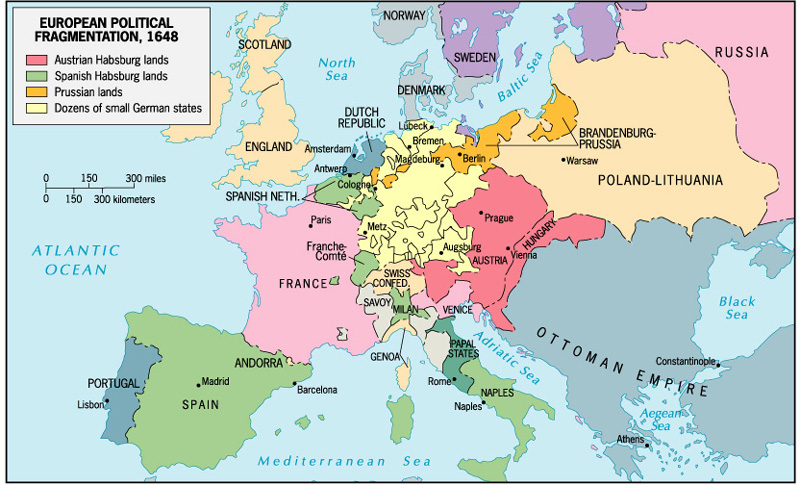 EUROPEAN POLITICAL
FRAGMENTATION, 1648
Austrian Habsburg lands
Spanish Habsburg lands
Prussian lands
Dozens of small German states
NORWAY
SCOTLAND
SWEDEN
RUSSIA
North
Sea
Baltic Sea
DENMARK
DUTCH
REPUBLIC
Lübeck
Bremen
BRANDENBURG-
PRUSSIA
ENGLAND
Amsterdam
Magdeburg
Berlin
Warsaw
Antwerp
Cologne
POLAND-LITHUANIA
0 150 300 miles
0 150 300 kilometers
SPANISH NETH.
Paris
Prague
Metz
HUNGARY
ATLANTIC
OCEAN
Franche-
Comté
Augsburg
Vienna
AUSTRIA
FRANCE
SWISS
CONFED.
SAVOY
MILAN
VENICE
Black
Sea
GENOA
PAPAL
STATES
Adriatic Sea
OTTOMAN EMPIRE
ANDORRA
Constantinople
PORTUGAL
Madrid
Barcelona
Rome
NAPLES
Lisbon
SPAIN
Naples
Aegean
Sea
Athens
Mediterranean Sea